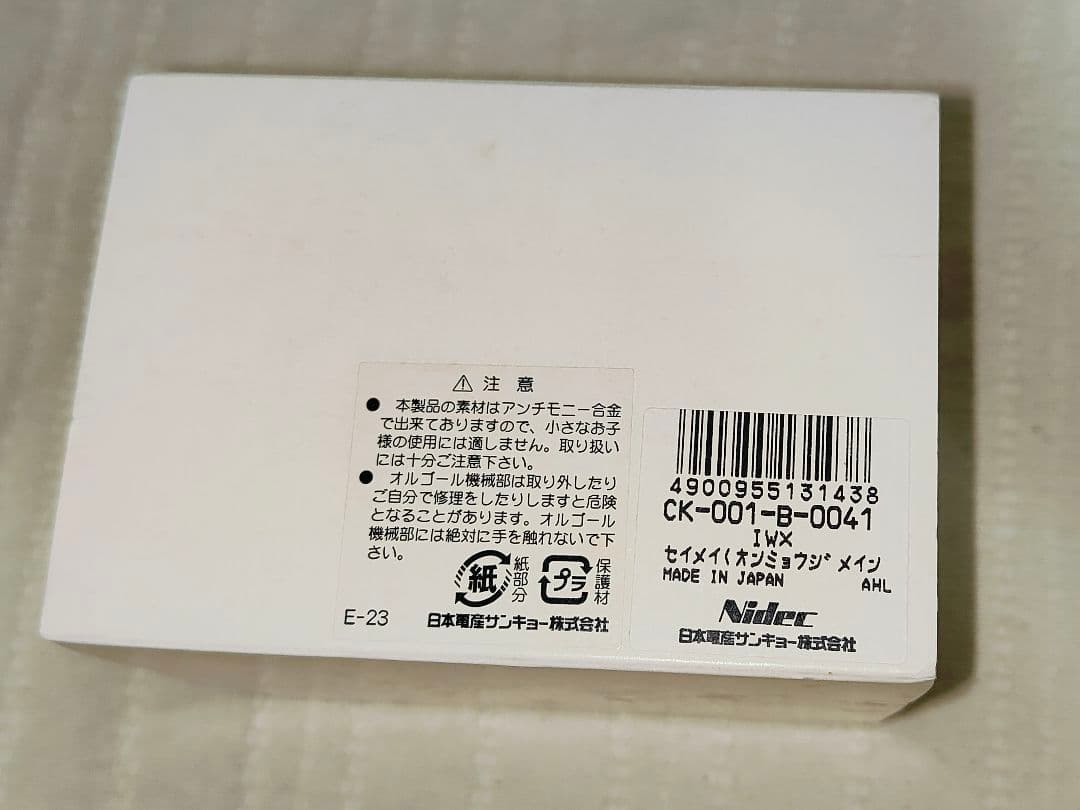 ⚠ 注 意
● 本製品の素材はアンチモニー合金
で出来ておりますので、小さなお子
様の使用には適しません。取り扱い
には十分ご注意下さい。
● オルゴール機械部は取り外したり
ご自分で修理をしたりしますと危険
となることがあります。オルゴール
機械部には絶対に手を触れないで下
さい。
紙 紙部分 プラ 保護材
E-23 日本電産サンキョー株式会社
4900955131438
CK-001-B-0041
IWX
セイメイ(オンミョウジ メイン
MADE IN JAPAN AHL
Nidec
日本電産サンキョー株式会社